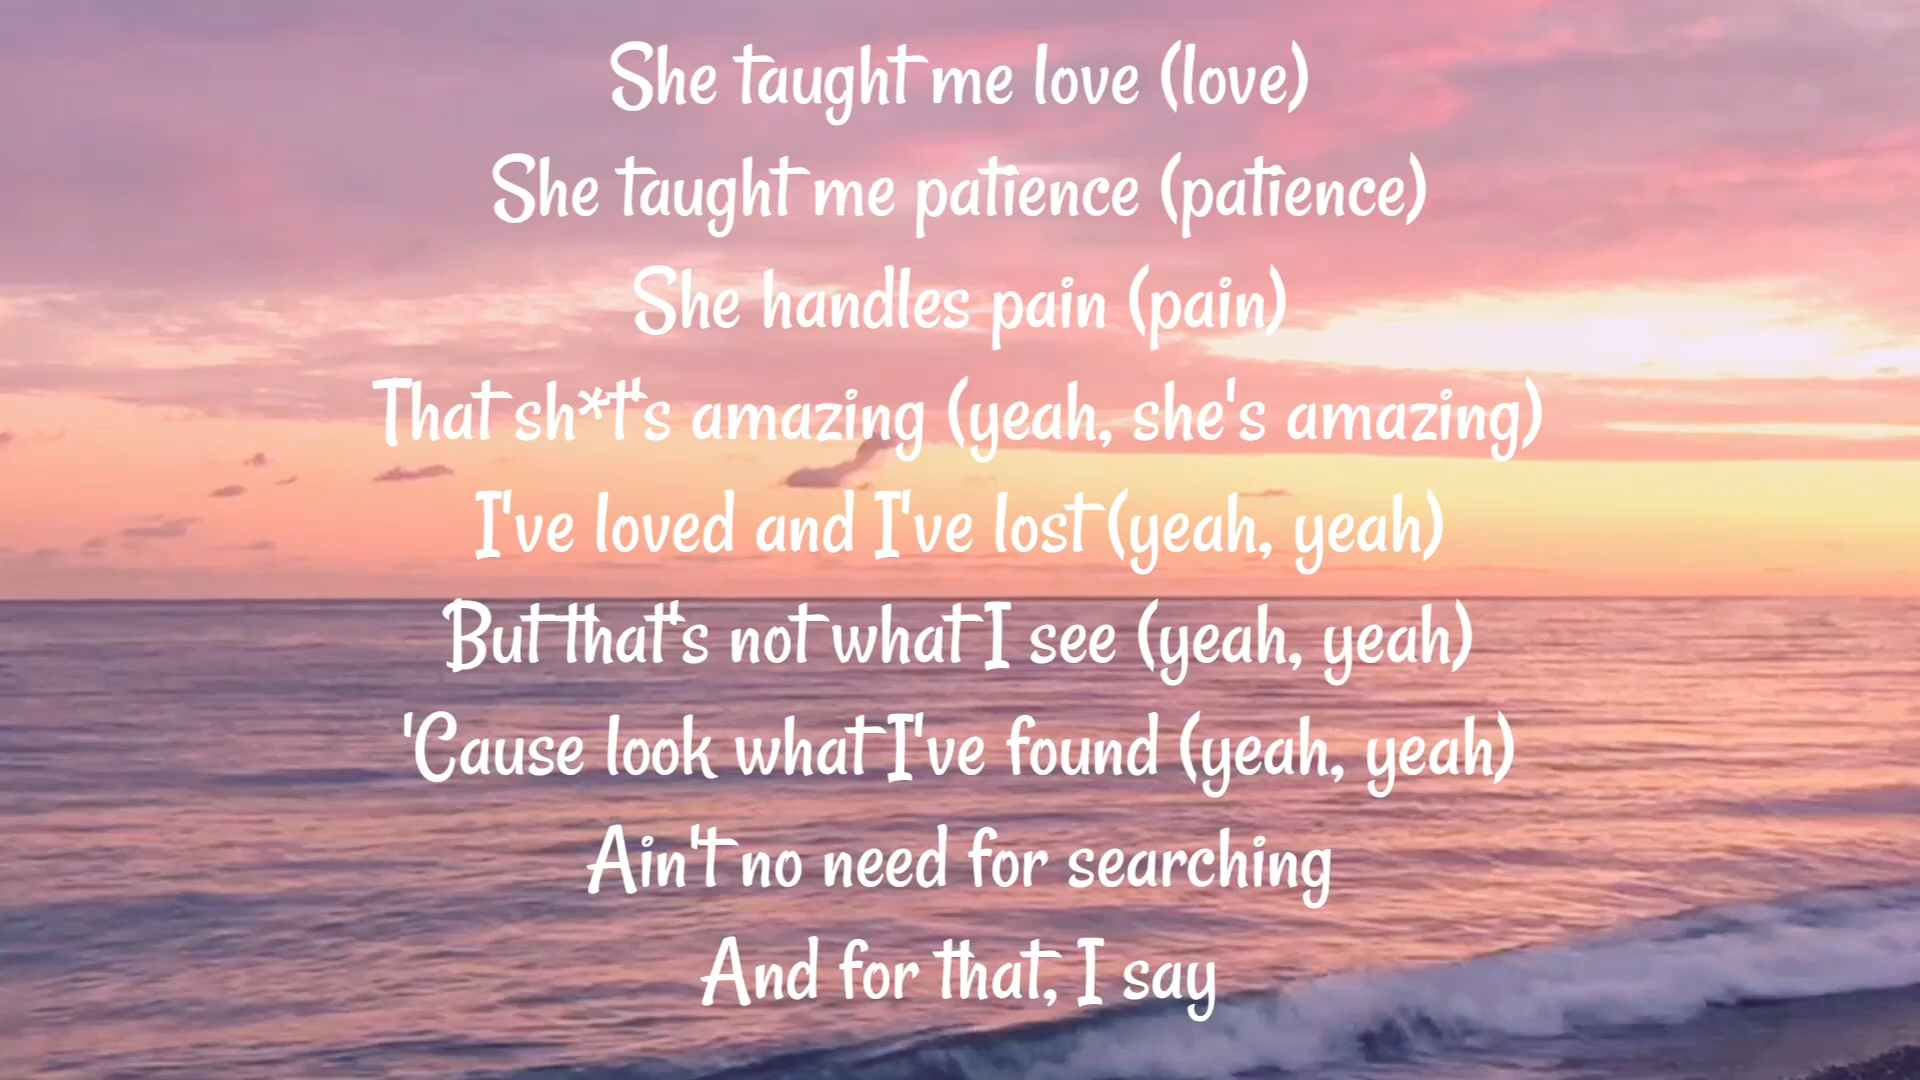 She taught me love (love)
She taught me patience (patience)
She handles pain (pain)
That sh*t's amazing (yeah, she's amazing)
I've loved and I've lost (yeah, yeah)
But that's not what I see (yeah, yeah)
'Cause look what I've found (yeah, yeah)
Ain't no need for searching
And for that, I say